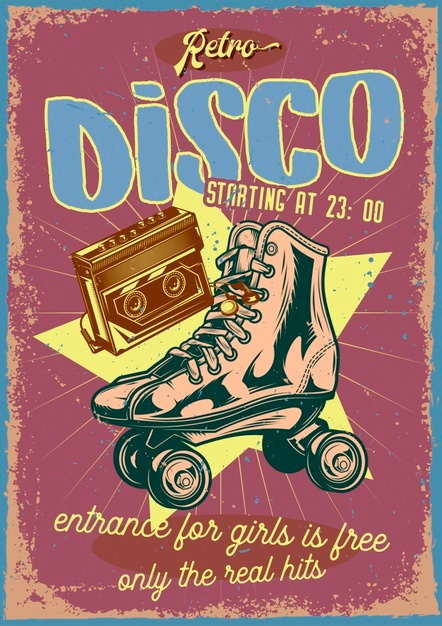 Retro
DiSCO
STARTING AT 23: 00
entrance for girls is free
only the real hits